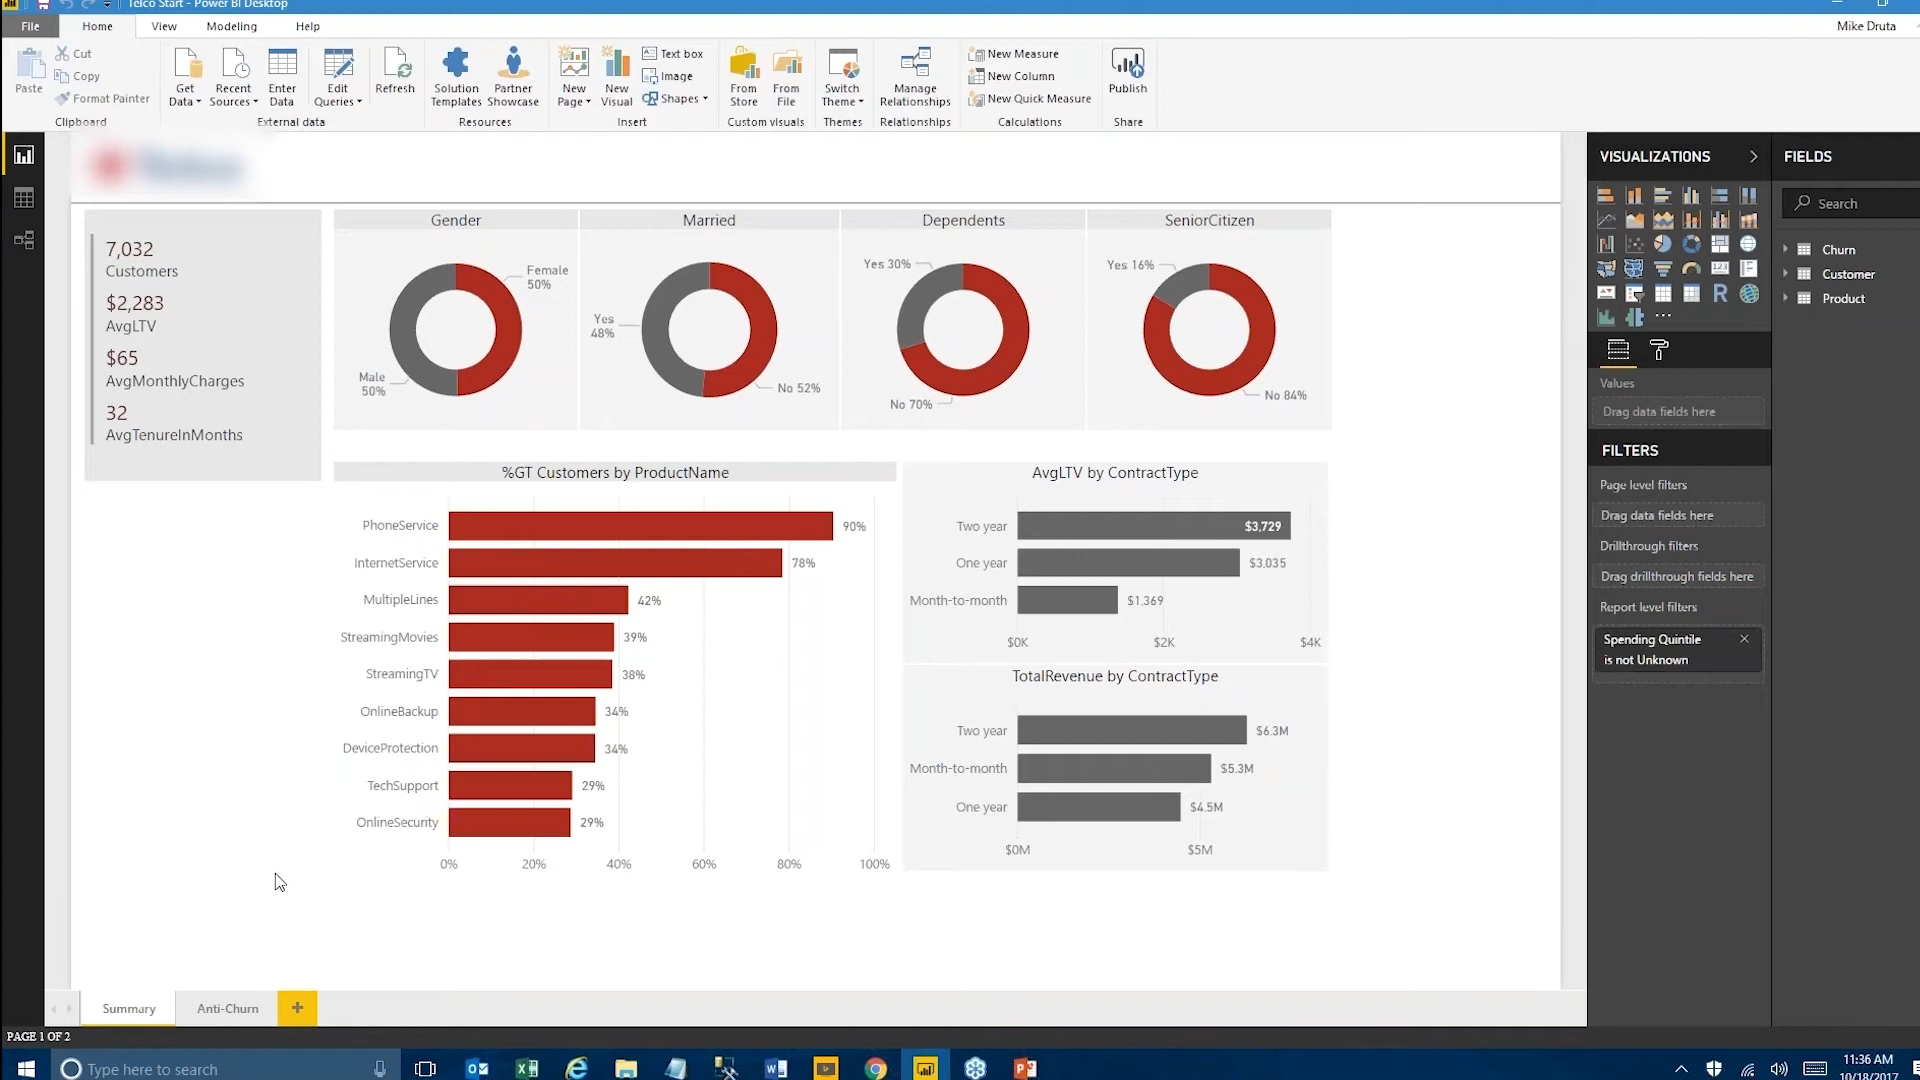 Telco Start - Power BI Desktop
File
Home
View
Modeling
Help
Mike Druta
Paste
Cut
Copy
Format Painter
Clipboard
Get Data
Recent Sources
Enter Data
Edit Queries
Refresh
External data
Solution Templates
Partner Showcase
Resources
New Page
New Visual
Text box
Image
Shapes
Insert
From Store
From File
Custom visuals
Switch Theme
Themes
Manage Relationships
Relationships
New Measure
New Column
New Quick Measure
Calculations
Publish
Share
7,032
Customers
$2,283
AvgLTV
$65
AvgMonthlyCharges
32
AvgTenureInMonths
Gender
Female
50%
Male
50%
Married
Yes
48%
No 52%
Dependents
Yes 30%
No 70%
SeniorCitizen
Yes 16%
No 84%
%GT Customers by ProductName
PhoneService 90%
InternetService 78%
MultipleLines 42%
StreamingMovies 39%
StreamingTV 38%
OnlineBackup 34%
DeviceProtection 34%
TechSupport 29%
OnlineSecurity 29%
0% 20% 40% 60% 80% 100%
AvgLTV by ContractType
Two year $3,729
One year $3,035
Month-to-month $1,369
$0K $2K $4K
TotalRevenue by ContractType
Two year $6.3M
Month-to-month $5.3M
One year $4.5M
$0M $5M
VISUALIZATIONS
R
123
Values
Drag data fields here
FILTERS
Page level filters
Drag data fields here
Drillthrough filters
Drag drillthrough fields here
Report level filters
Spending Quintile
is not Unknown
FIELDS
Search
Churn
Customer
Product
Summary
Anti-Churn
PAGE 1 OF 2
Type here to search
11:36 AM
10/18/2017